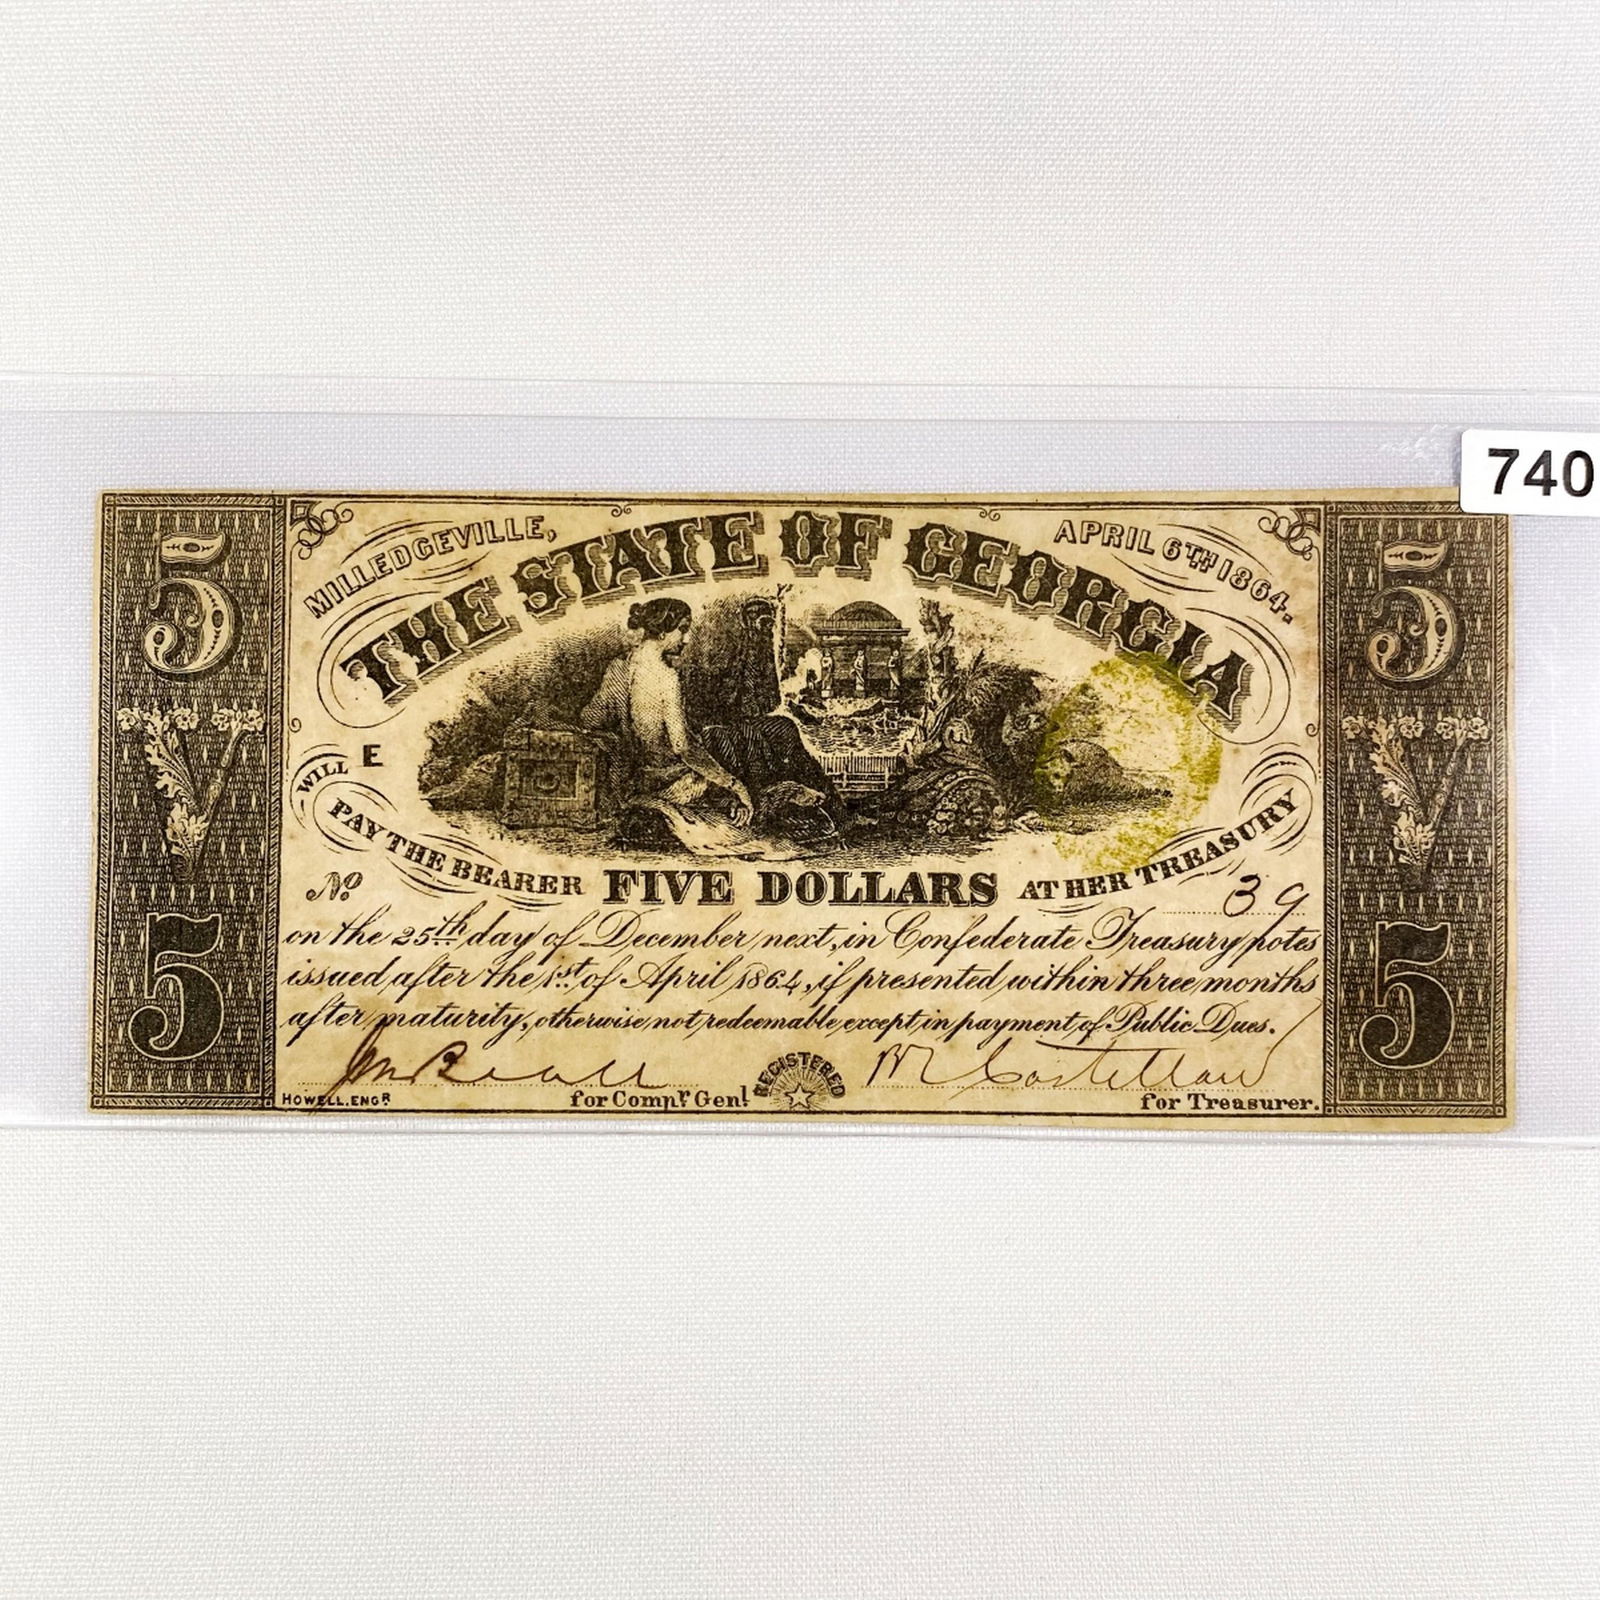 740
MILLEDGEVILLE,
APRIL 6TH 1864.
THE STATE OF GEORGIA
5
5
V
V
5
5
E
WILL
PAY THE BEARER FIVE DOLLARS AT HER TREASURY
No 39
on the 25th day of December next, in Confederate Treasury notes
issued after the 1st of April 1864, if presented within three months
after maturity, otherwise not redeemable except in payment of Public Dues.
REGISTERED
HOWELL, ENGR
for Compr Genl
for Treasurer.